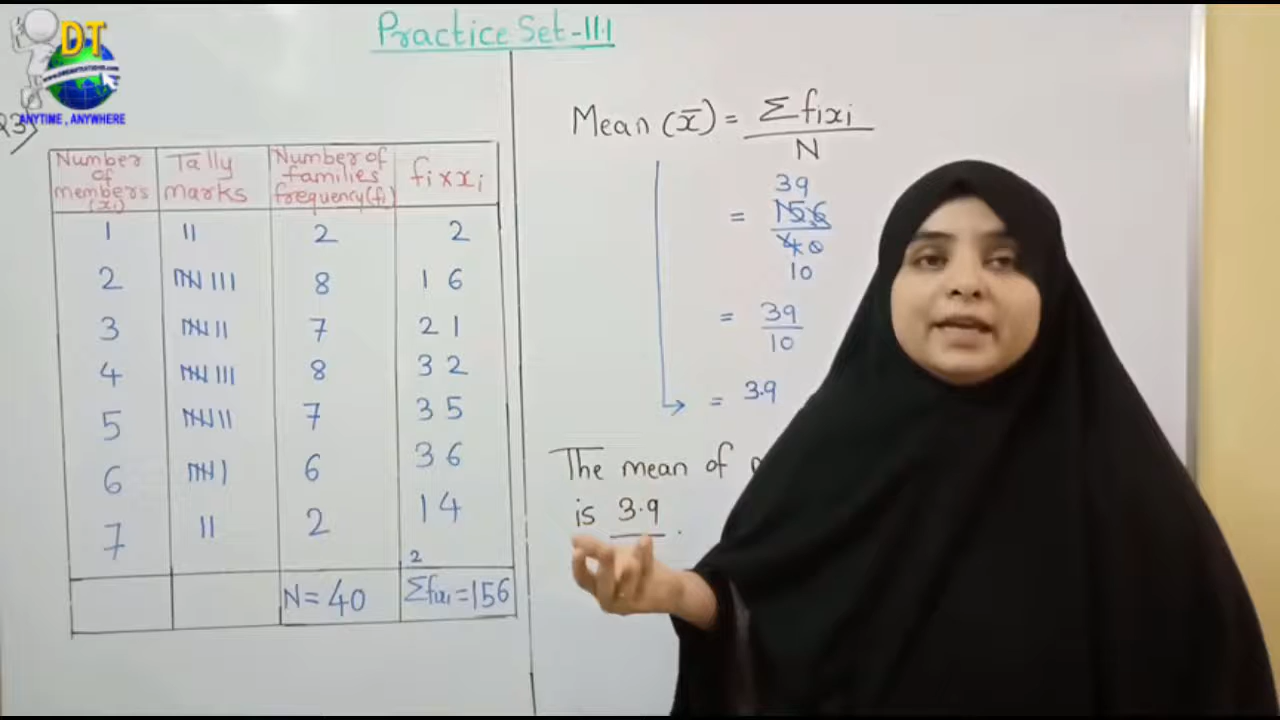 DT
ANYTIME , ANYWHERE
Practice Set-11.1
Q3)
Number of members (xi) Tally marks Number of families frequency (fi) fi × xi
1 || 2 2
2 |||| ||| 8 16
3 |||| || 7 21
4 |||| ||| 8 32
5 |||| || 7 35
6 |||| | 6 36
7 || 2 14
2
N = 40 Σfixi = 156
Mean (x̄) = Σ fixi
N
39
= 156
40
10
= 39
10
= 3.9
The mean of
is 3.9 .